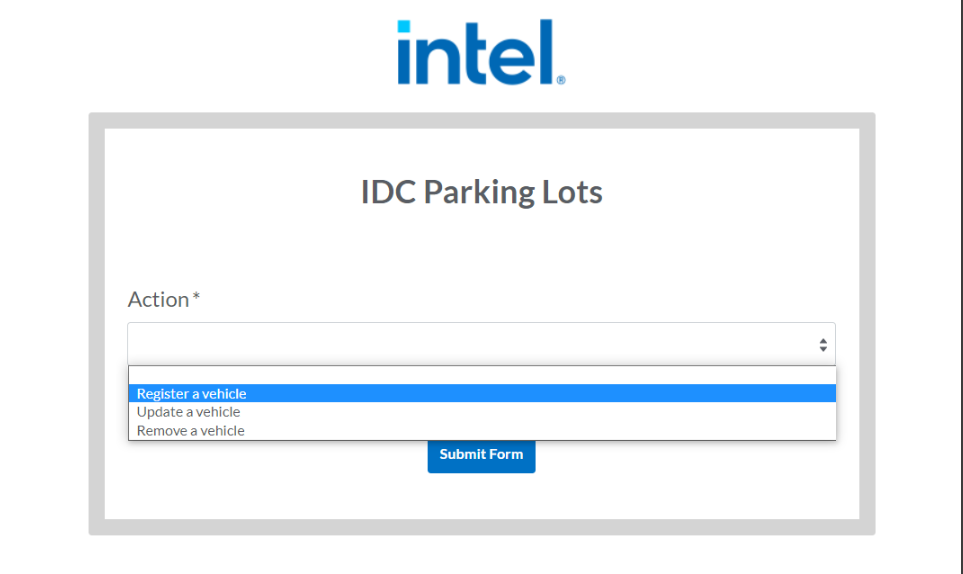 intel®
IDC Parking Lots
Action *
Register a vehicle
Update a vehicle
Remove a vehicle
Submit Form